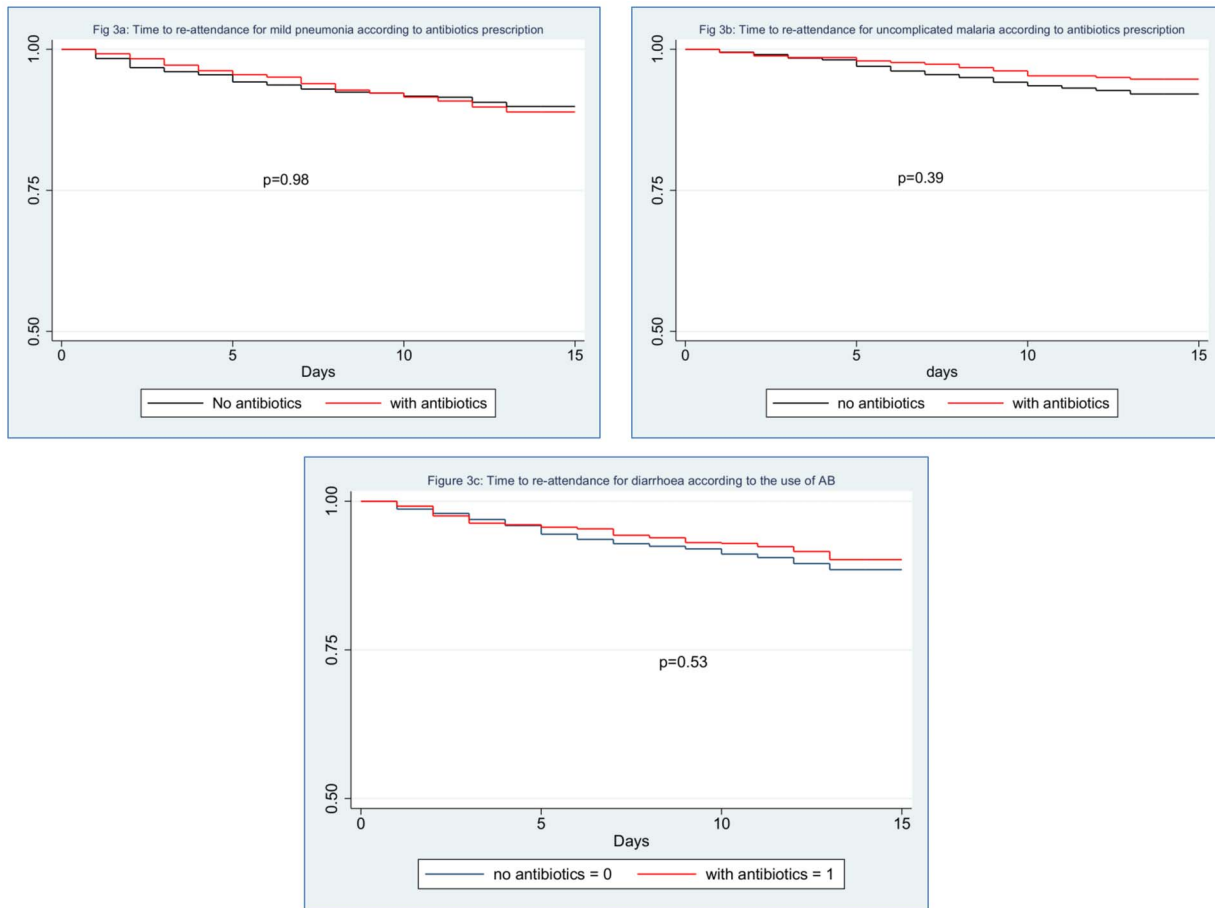 Fig 3a: Time to re-attendance for mild pneumonia according to antibiotics prescription
1.00
0.75
0.50
p=0.98
0 5 10 15
Days
No antibiotics with antibiotics
Fig 3b: Time to re-attendance for uncomplicated malaria according to antibiotics prescription
1.00
0.75
0.50
p=0.39
0 5 10 15
days
no antibiotics with antibiotics
Figure 3c: Time to re-attendance for diarrhoea according to the use of AB
1.00
0.75
0.50
p=0.53
0 5 10 15
Days
no antibiotics = 0 with antibiotics = 1